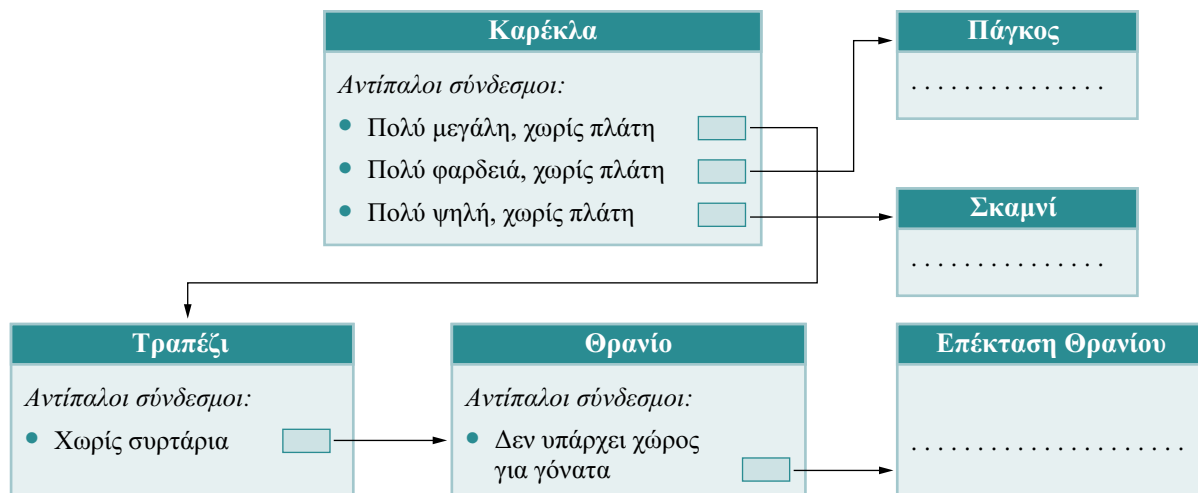 Καρέκλα
Αντίπαλοι σύνδεσμοι:
• Πολύ μεγάλη, χωρίς πλάτη
• Πολύ φαρδειά, χωρίς πλάτη
• Πολύ ψηλή, χωρίς πλάτη
Πάγκος
. . . . . . . . . . . . . . .
Σκαμνί
. . . . . . . . . . . . . . .
Τραπέζι
Αντίπαλοι σύνδεσμοι:
• Χωρίς συρτάρια
Θρανίο
Αντίπαλοι σύνδεσμοι:
• Δεν υπάρχει χώρος
για γόνατα
Επέκταση Θρανίου
. . . . . . . . . . . . . . . . . . . . .